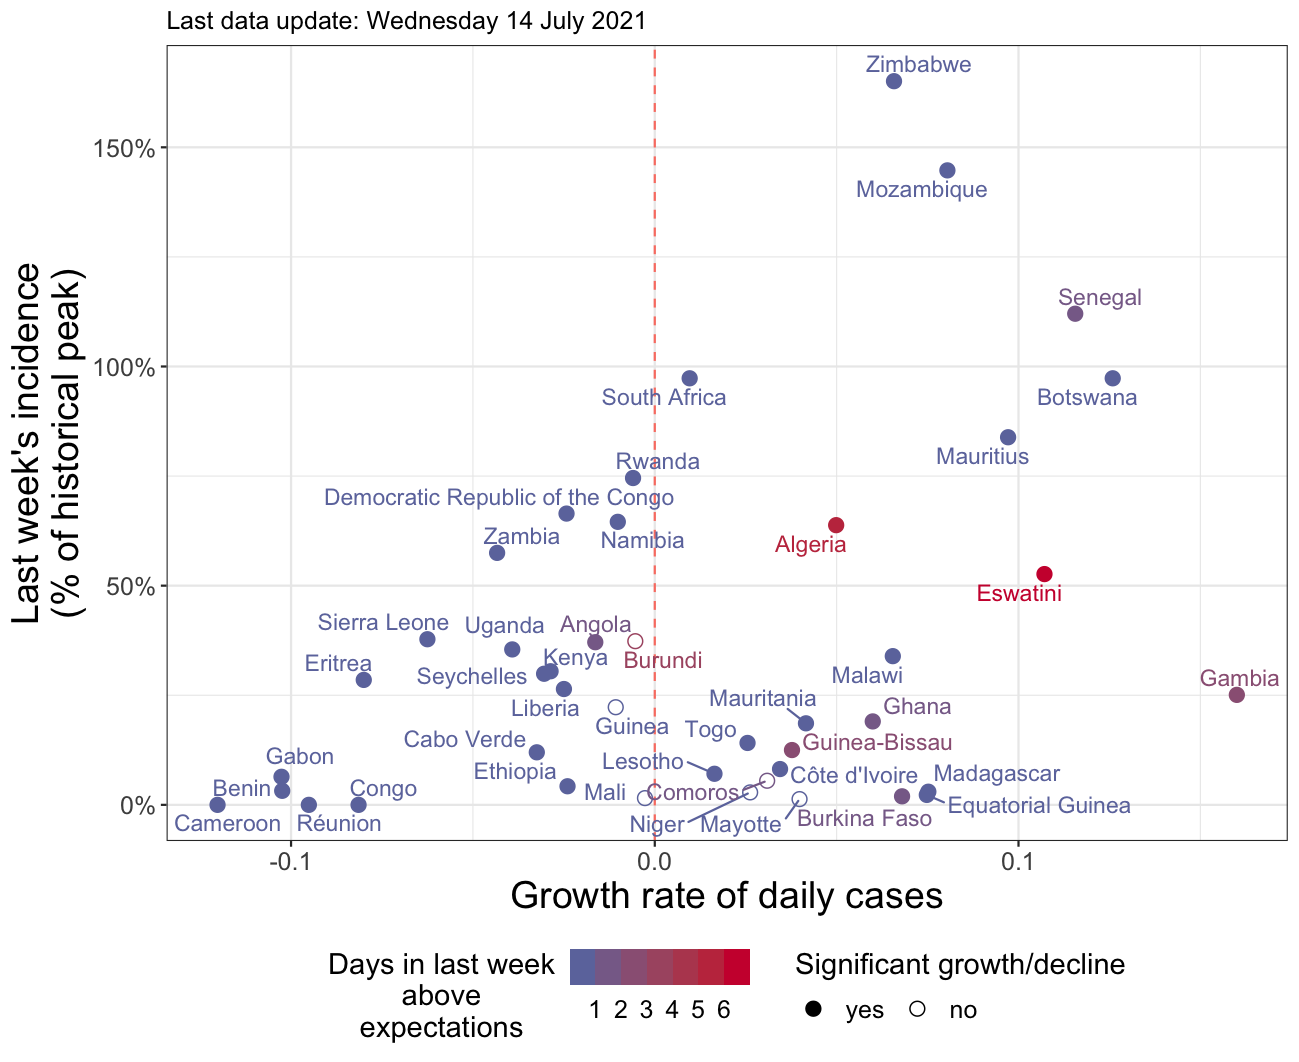 Last data update: Wednesday 14 July 2021
Last week's incidence
(% of historical peak)
150%
100%
50%
0%
Zimbabwe
Mozambique
Senegal
South Africa
Botswana
Mauritius
Rwanda
Democratic Republic of the Congo
Zambia
Namibia
Algeria
Eswatini
Sierra Leone
Uganda
Angola
Kenya
Burundi
Eritrea
Seychelles
Malawi
Gambia
Liberia
Mauritania
Ghana
Guinea
Togo
Cabo Verde
Guinea-Bissau
Gabon
Lesotho
Ethiopia
Côte d'Ivoire
Madagascar
Benin
Congo
Mali
Comoros
Equatorial Guinea
Cameroon
Réunion
Niger
Mayotte
Burkina Faso
-0.1
0.0
0.1
Growth rate of daily cases
Days in last week
above
expectations
1 2 3 4 5 6
Significant growth/decline
yes
no